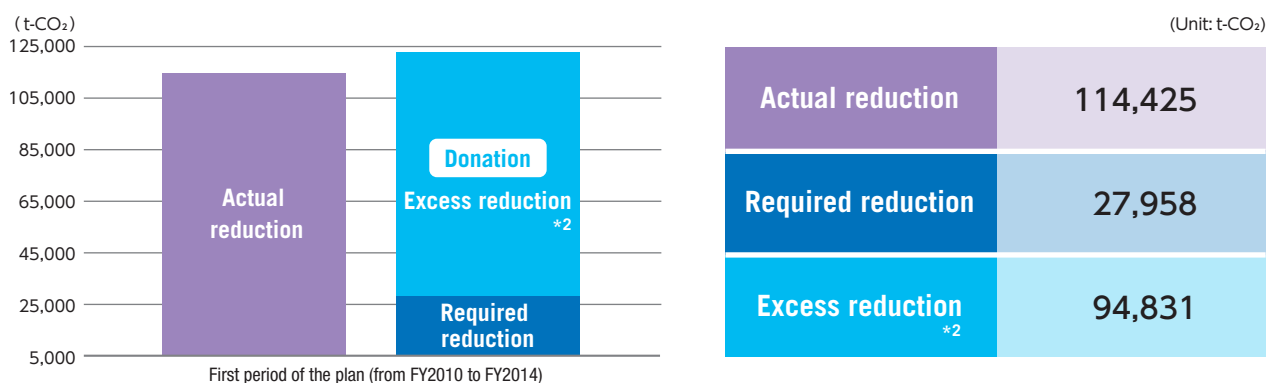 (t-CO₂)
125,000
105,000
85,000
65,000
45,000
25,000
5,000
Actual
reduction
Donation
Excess reduction
*2
Required
reduction
First period of the plan (from FY2010 to FY2014)
(Unit: t-CO₂)
Actual reduction 114,425
Required reduction 27,958
Excess reduction 94,831
*2